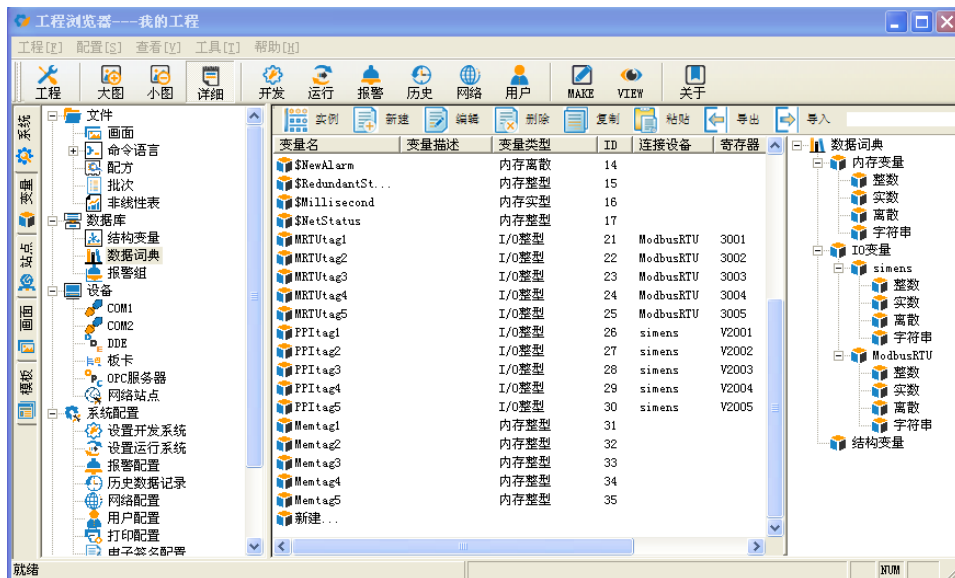 工程浏览器---我的工程
工程[F] 配置[S] 查看[V] 工具[T] 帮助[H]
工程 大图 小图 详细 开发 运行 报警 历史 网络 用户 MAKE VIEW 关于
系统
变量
站点
画面
模板
文件
画面
命令语言
配方
批次
非线性表
数据库
结构变量
数据词典
报警组
设备
COM1
COM2
DDE
板卡
OPC服务器
网络站点
系统配置
设置开发系统
设置运行系统
报警配置
历史数据记录
网络配置
用户配置
打印配置
电子签名配置
实例 新建 编辑 删除 复制 粘贴 导出 导入
变量名 变量描述 变量类型 ID 连接设备 寄存器
$NewAlarm 内存离散 14
$RedundantSt... 内存整型 15
$Millisecond 内存实型 16
$NetStatus 内存整型 17
MRTUtag1 I/O整型 21 ModbusRTU 3001
MRTUtag2 I/O整型 22 ModbusRTU 3002
MRTUtag3 I/O整型 23 ModbusRTU 3003
MRTUtag4 I/O整型 24 ModbusRTU 3004
MRTUtag5 I/O整型 25 ModbusRTU 3005
PPItag1 I/O整型 26 simens V2001
PPItag2 I/O整型 27 simens V2002
PPItag3 I/O整型 28 simens V2003
PPItag4 I/O整型 29 simens V2004
PPItag5 I/O整型 30 simens V2005
Memtag1 内存整型 31
Memtag2 内存整型 32
Memtag3 内存整型 33
Memtag4 内存整型 34
Memtag5 内存整型 35
新建...
数据词典
内存变量
整数
实数
离散
字符串
IO变量
simens
整数
实数
离散
字符串
ModbusRTU
整数
实数
离散
字符串
结构变量
就绪 NUM